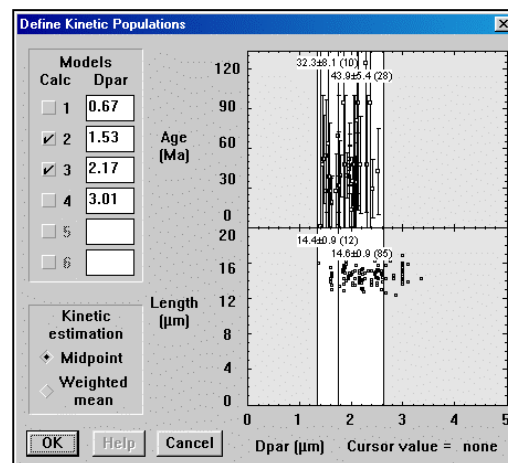 Define Kinetic Populations
Models
Calc Dpar
1 0.67
2 1.53
3 2.17
4 3.01
5
6
Kinetic
estimation
Midpoint
Weighted
mean
OK Help Cancel
Age
(Ma)
120
90
60
30
0
32.3±8.1 (10)
43.9±5.4 (28)
Length
(µm)
20
16
12
8
4
0
14.4±0.9 (12)
14.6±0.9 (85)
0 1 2 3 4 5
Dpar (µm) Cursor value = none